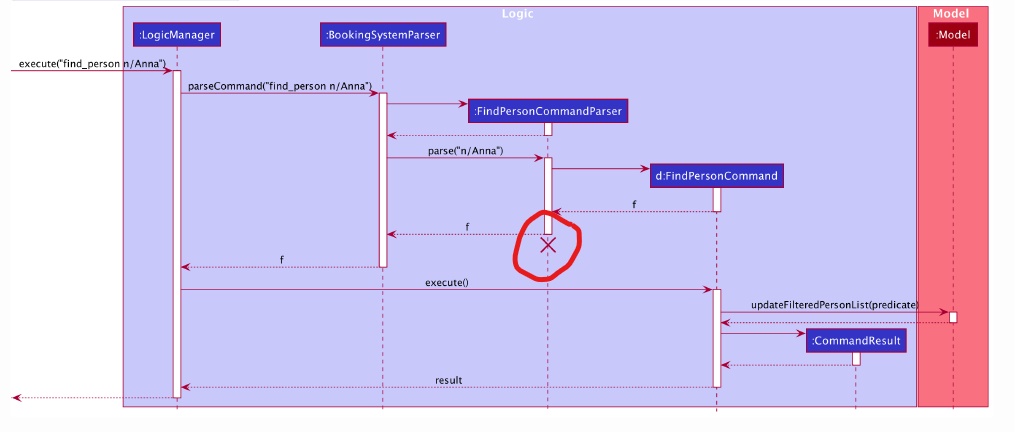 Logic
Model
:LogicManager
:BookingSystemParser
:Model
execute("find_person n/Anna")
parseCommand("find_person n/Anna")
:FindPersonCommandParser
parse("n/Anna")
d:FindPersonCommand
f
f
f
execute()
updateFilteredPersonList(predicate)
:CommandResult
result